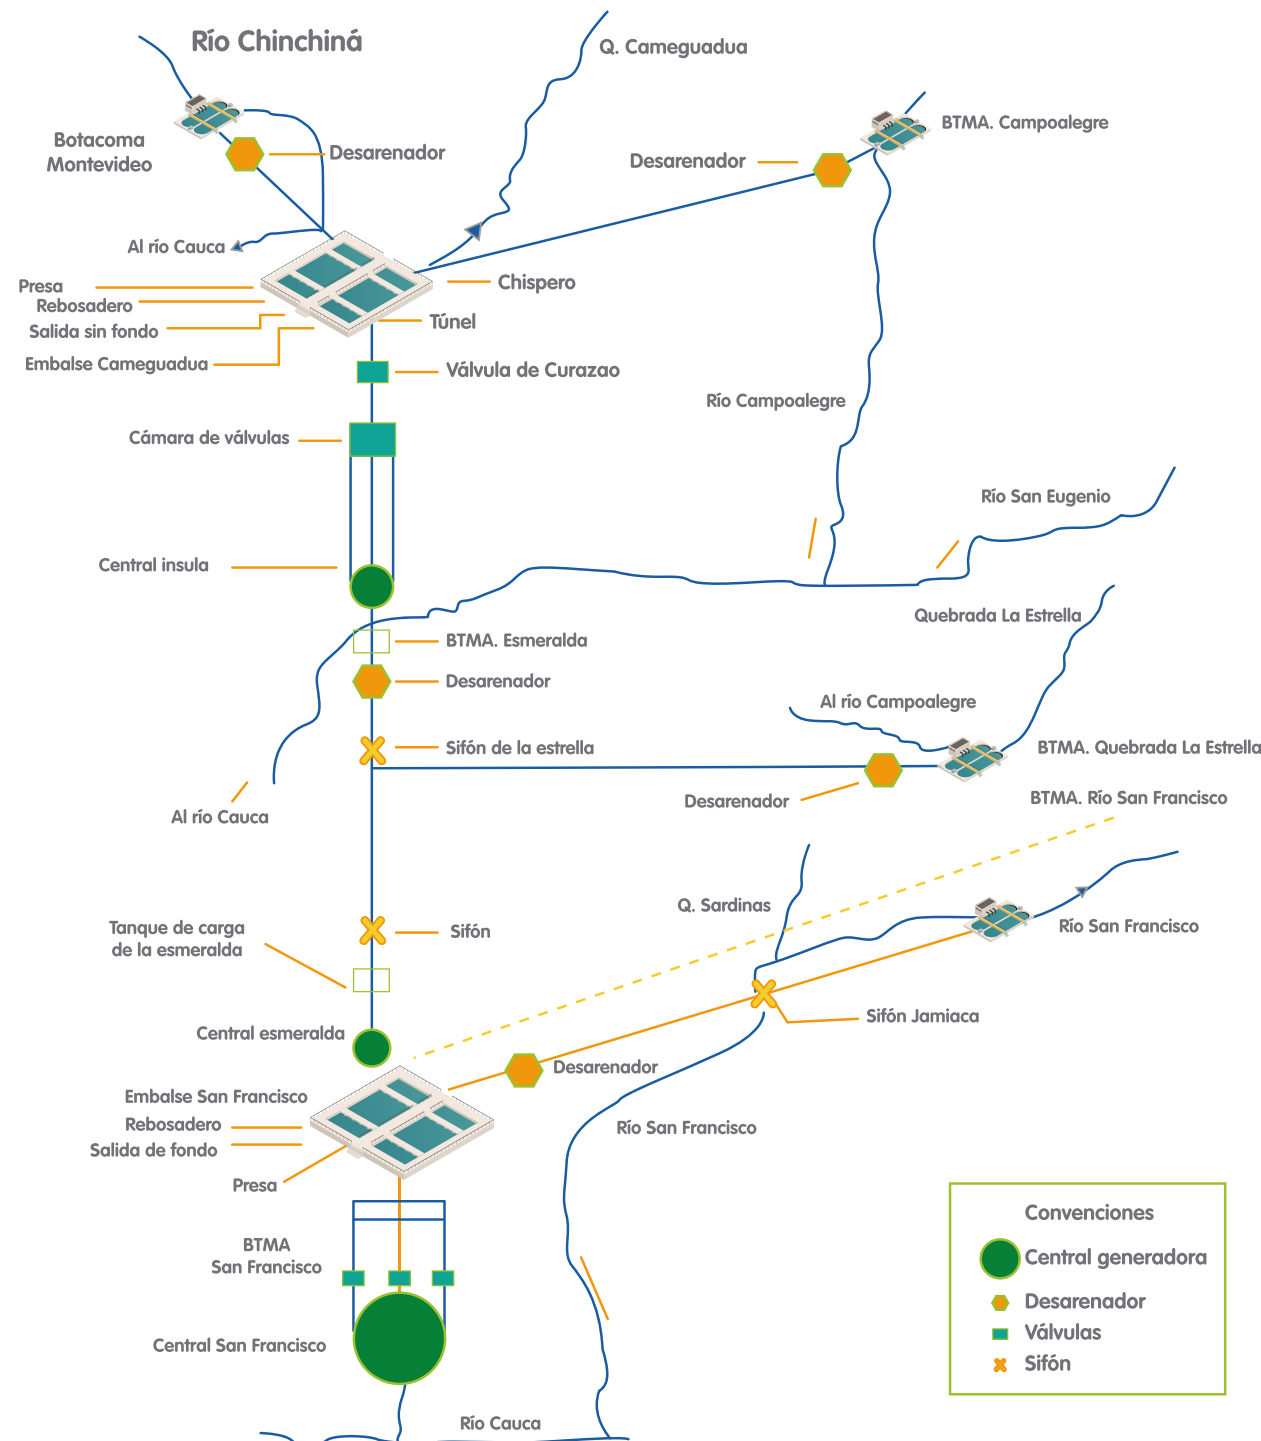 Río Chinchiná
Q. Cameguadua
BTMA. Campoalegre
Botacoma
Montevideo
Desarenador
Desarenador
Al río Cauca
Chispero
Presa
Rebosadero
Salida sin fondo
Túnel
Embalse Cameguadua
Válvula de Curazao
Río Campoalegre
Cámara de válvulas
Río San Eugenio
Central insula
Quebrada La Estrella
BTMA. Esmeralda
Desarenador
Al río Campoalegre
Sifón de la estrella
BTMA. Quebrada La Estrella
Desarenador
BTMA. Río San Francisco
Al río Cauca
Q. Sardinas
Tanque de carga
de la esmeralda
Sifón
Río San Francisco
Sifón Jamiaca
Central esmeralda
Desarenador
Embalse San Francisco
Rebosadero
Salida de fondo
Río San Francisco
Presa
BTMA
San Francisco
Central San Francisco
Río Cauca
Convenciones
Central generadora
Desarenador
Válvulas
Sifón